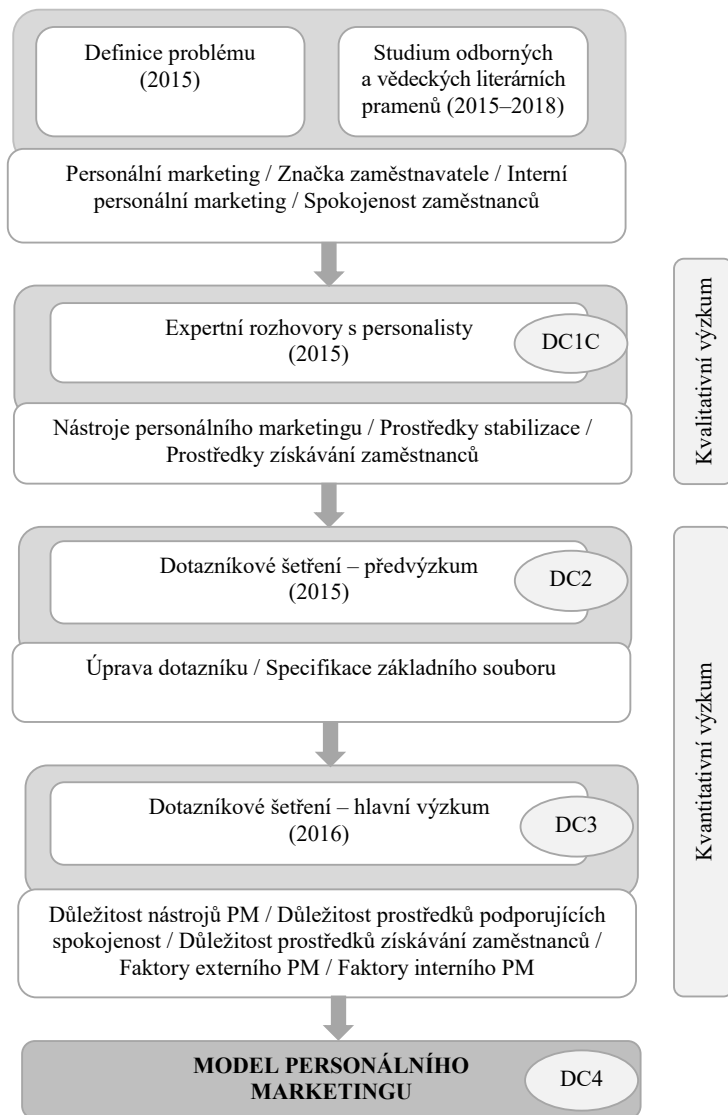 Definice problému
(2015)
Studium odborných
a vědeckých literárních
pramenů (2015–2018)
Personální marketing / Značka zaměstnavatele / Interní
personální marketing / Spokojenost zaměstnanců
Expertní rozhovory s personalisty
(2015)
DC1C
Nástroje personálního marketingu / Prostředky stabilizace /
Prostředky získávání zaměstnanců
Kvalitativní výzkum
Dotazníkové šetření – předvýzkum
(2015)
DC2
Úprava dotazníku / Specifikace základního souboru
Dotazníkové šetření – hlavní výzkum
(2016)
DC3
Důležitost nástrojů PM / Důležitost prostředků podporujících
spokojenost / Důležitost prostředků získávání zaměstnanců /
Faktory externího PM / Faktory interního PM
Kvantitativní výzkum
MODEL PERSONÁLNÍHO
MARKETINGU
DC4